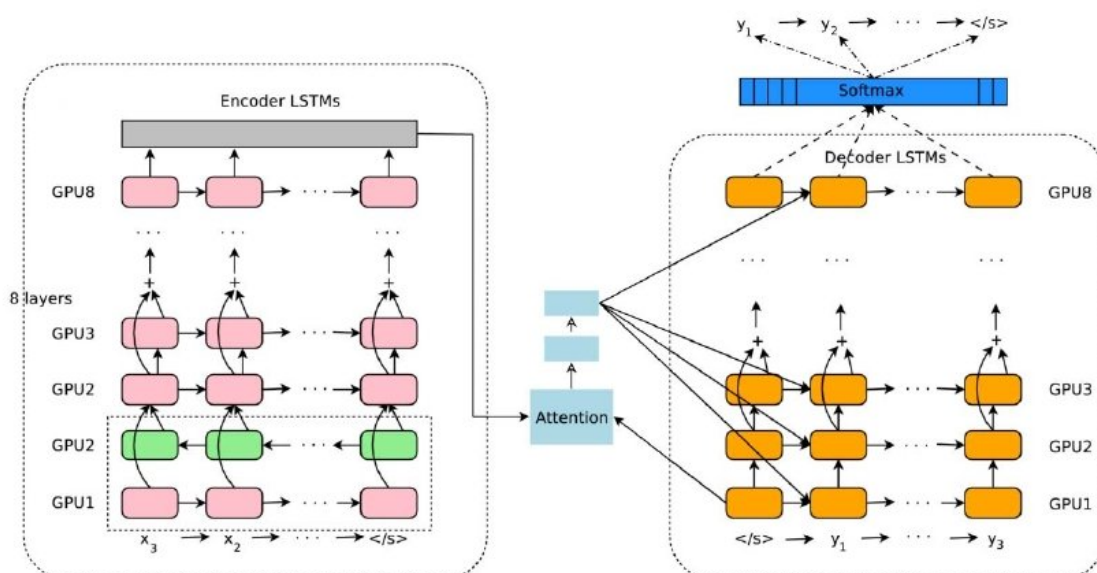 y1 y2 ... </s>
Softmax
Encoder LSTMs
Decoder LSTMs
GPU8 ...
GPU8
...
8 layers
+ + +
GPU3 ...
GPU2 ...
GPU2 ...
GPU1 ...
x3 x2 ... </s>
Attention
...
+ + +
GPU3
GPU2
GPU1
</s> y1 ... y3